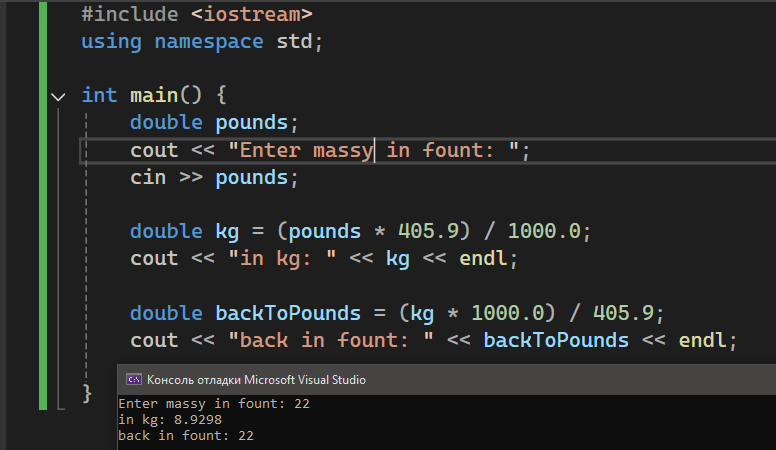 #include <iostream>
using namespace std;
int main() {
double pounds;
cout << "Enter massy in fount: ";
cin >> pounds;
double kg = (pounds * 405.9) / 1000.0;
cout << "in kg: " << kg << endl;
double backToPounds = (kg * 1000.0) / 405.9;
cout << "back in fount: " << backToPounds << endl;
}
C:\ Консоль отладки Microsoft Visual Studio
Enter massy in fount: 22
in kg: 8.9298
back in fount: 22